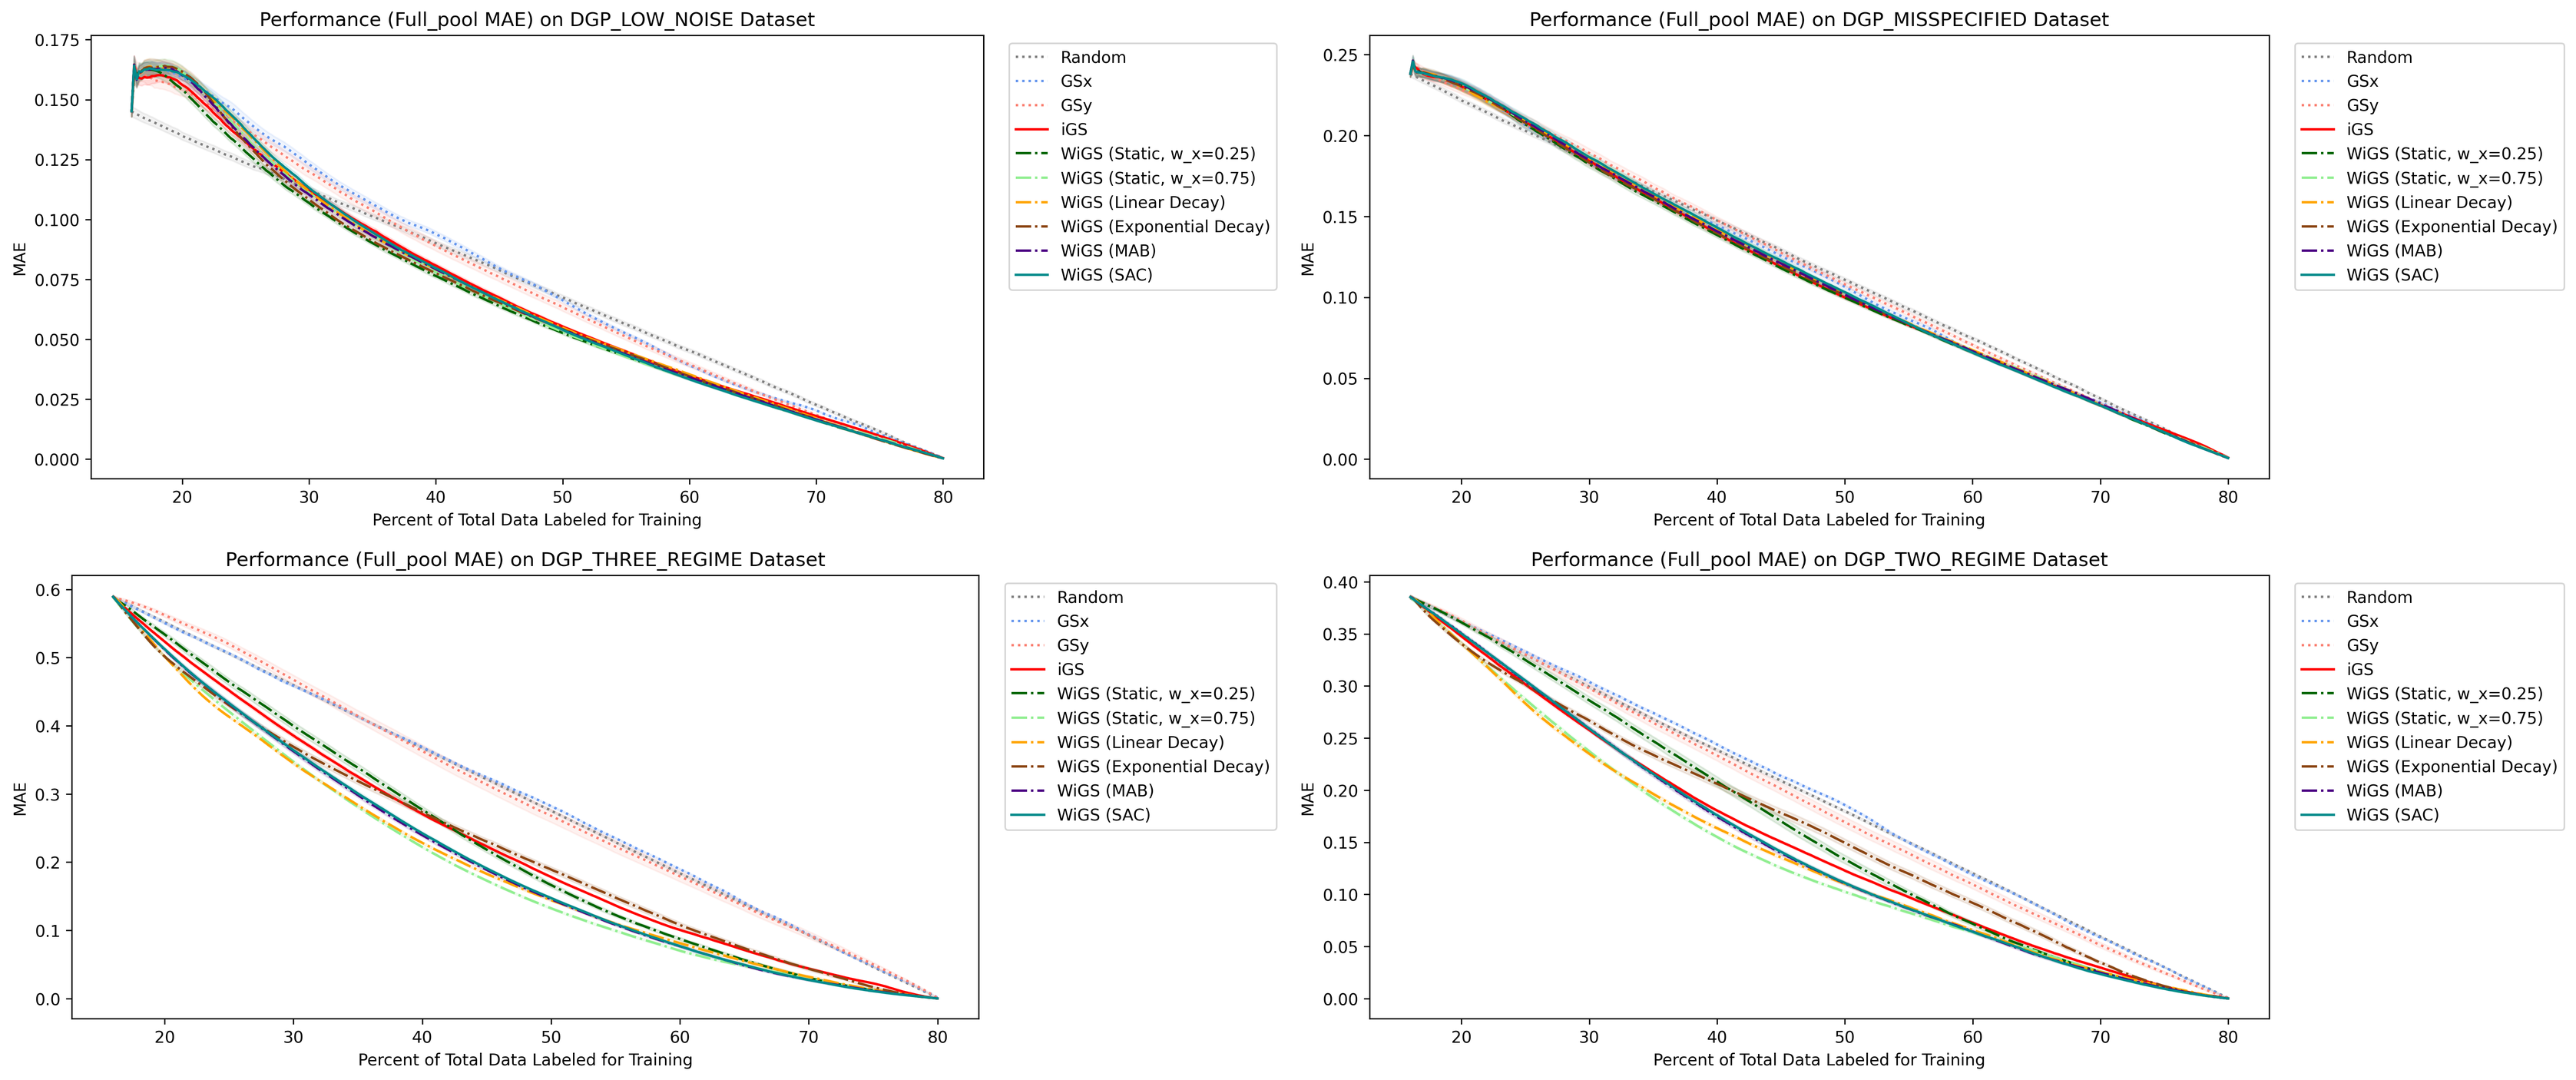 Performance (Full_pool MAE) on DGP_LOW_NOISE Dataset
MAE
0.175
0.150
0.125
0.100
0.075
0.050
0.025
0.000
20 30 40 50 60 70 80
Percent of Total Data Labeled for Training
Random
GSx
GSy
iGS
WiGS (Static, w_x=0.25)
WiGS (Static, w_x=0.75)
WiGS (Linear Decay)
WiGS (Exponential Decay)
WiGS (MAB)
WiGS (SAC)
Performance (Full_pool MAE) on DGP_MISSPECIFIED Dataset
MAE
0.25
0.20
0.15
0.10
0.05
0.00
20 30 40 50 60 70 80
Percent of Total Data Labeled for Training
Random
GSx
GSy
iGS
WiGS (Static, w_x=0.25)
WiGS (Static, w_x=0.75)
WiGS (Linear Decay)
WiGS (Exponential Decay)
WiGS (MAB)
WiGS (SAC)
Performance (Full_pool MAE) on DGP_THREE_REGIME Dataset
MAE
0.6
0.5
0.4
0.3
0.2
0.1
0.0
20 30 40 50 60 70 80
Percent of Total Data Labeled for Training
Random
GSx
GSy
iGS
WiGS (Static, w_x=0.25)
WiGS (Static, w_x=0.75)
WiGS (Linear Decay)
WiGS (Exponential Decay)
WiGS (MAB)
WiGS (SAC)
Performance (Full_pool MAE) on DGP_TWO_REGIME Dataset
MAE
0.40
0.35
0.30
0.25
0.20
0.15
0.10
0.05
0.00
20 30 40 50 60 70 80
Percent of Total Data Labeled for Training
Random
GSx
GSy
iGS
WiGS (Static, w_x=0.25)
WiGS (Static, w_x=0.75)
WiGS (Linear Decay)
WiGS (Exponential Decay)
WiGS (MAB)
WiGS (SAC)